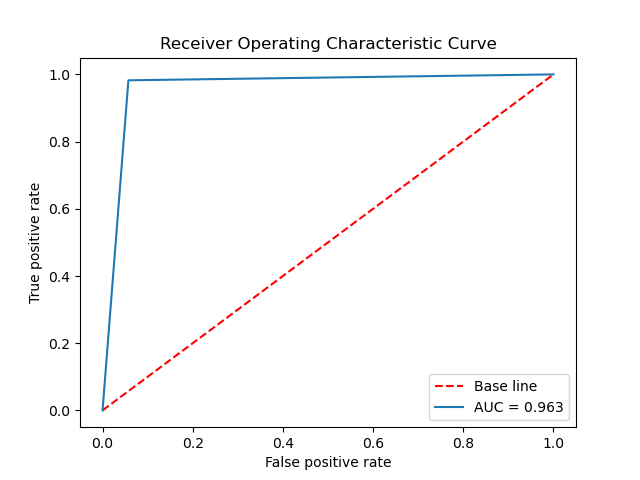 Receiver Operating Characteristic Curve
True positive rate
1.0
0.8
0.6
0.4
0.2
0.0
Base line
AUC = 0.963
0.0 0.2 0.4 0.6 0.8 1.0
False positive rate